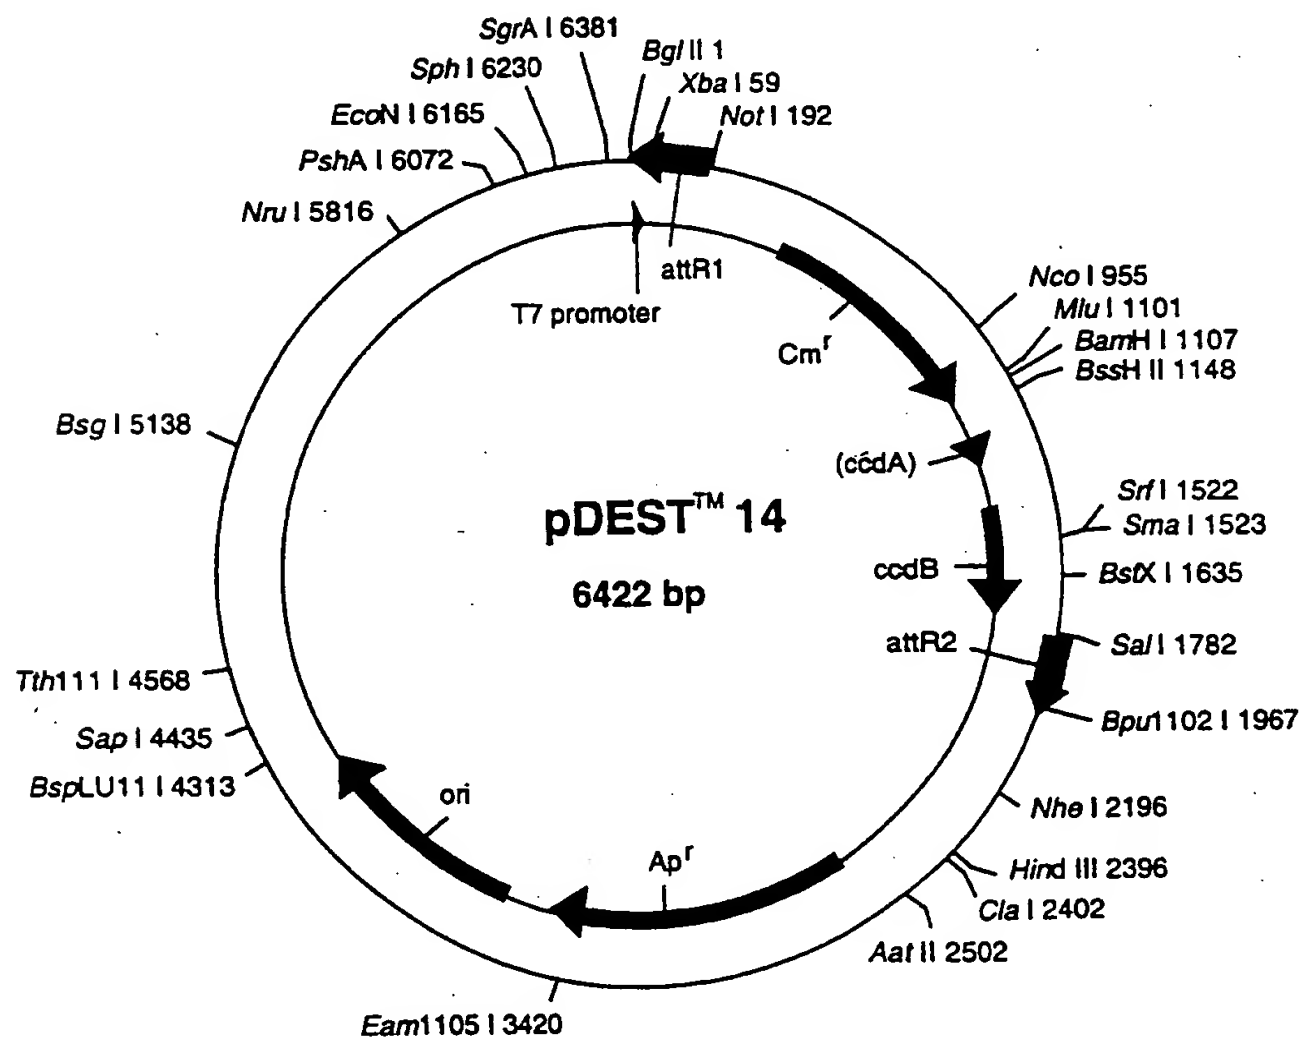 SgrA I 6381
Bgl II 1
Sph I 6230
Xba I 59
EcoN I 6165
Not I 192
PshA I 6072
Nru I 5816
attR1
Nco I 955
T7 promoter
Mlu I 1101
Cmr
BamH I 1107
BssH II 1148
Bsg I 5138
(ccdA)
Srf I 1522
pDEST™ 14
Sma I 1523
ccdB
BstX I 1635
6422 bp
attR2
Sal I 1782
Tth111 I 4568
Bpu1102 I 1967
Sap I 4435
BspLU11 I 4313
ori
Nhe I 2196
Apr
Hind III 2396
Cla I 2402
Aat II 2502
Eam1105 I 3420